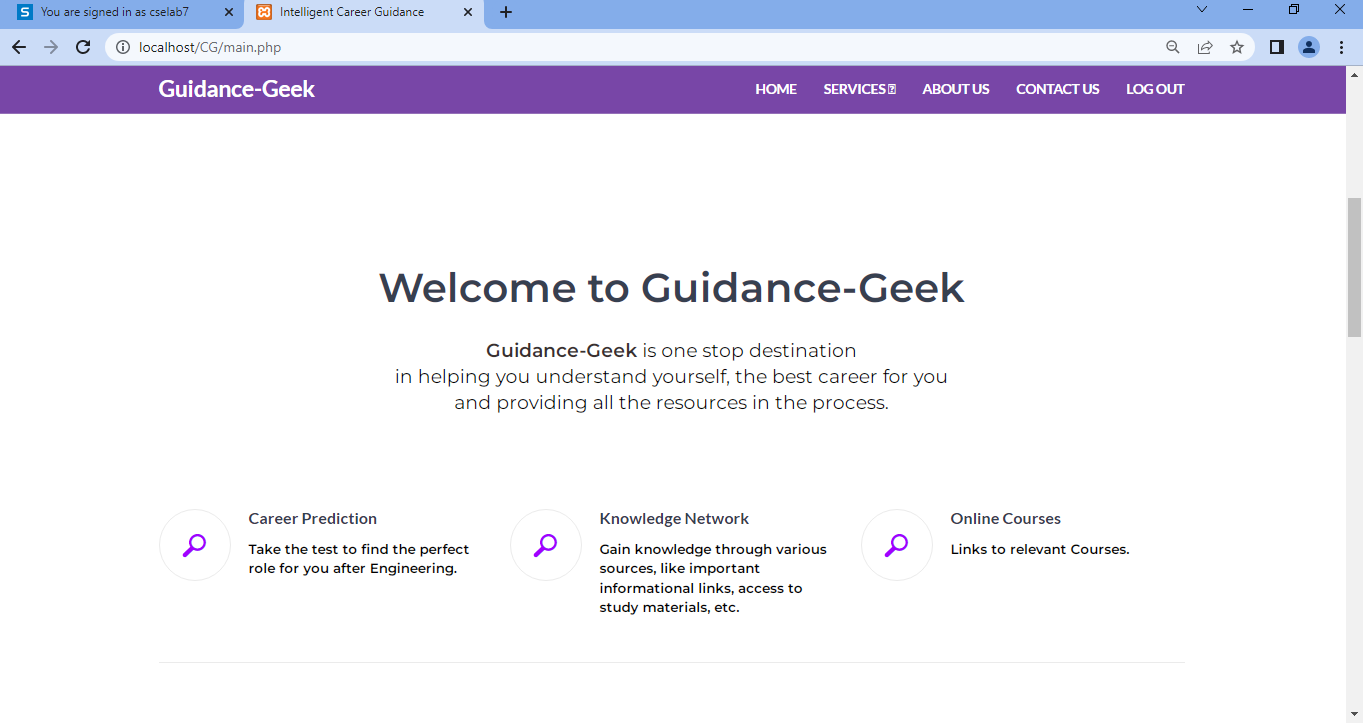 You are signed in as cselab7
Intelligent Career Guidance
localhost/CG/main.php
Guidance-Geek
HOME
SERVICES
ABOUT US
CONTACT US
LOG OUT
Welcome to Guidance-Geek
Guidance-Geek is one stop destination
in helping you understand yourself, the best career for you
and providing all the resources in the process.
Career Prediction
Take the test to find the perfect
role for you after Engineering.
Knowledge Network
Gain knowledge through various
sources, like important
informational links, access to
study materials, etc.
Online Courses
Links to relevant Courses.